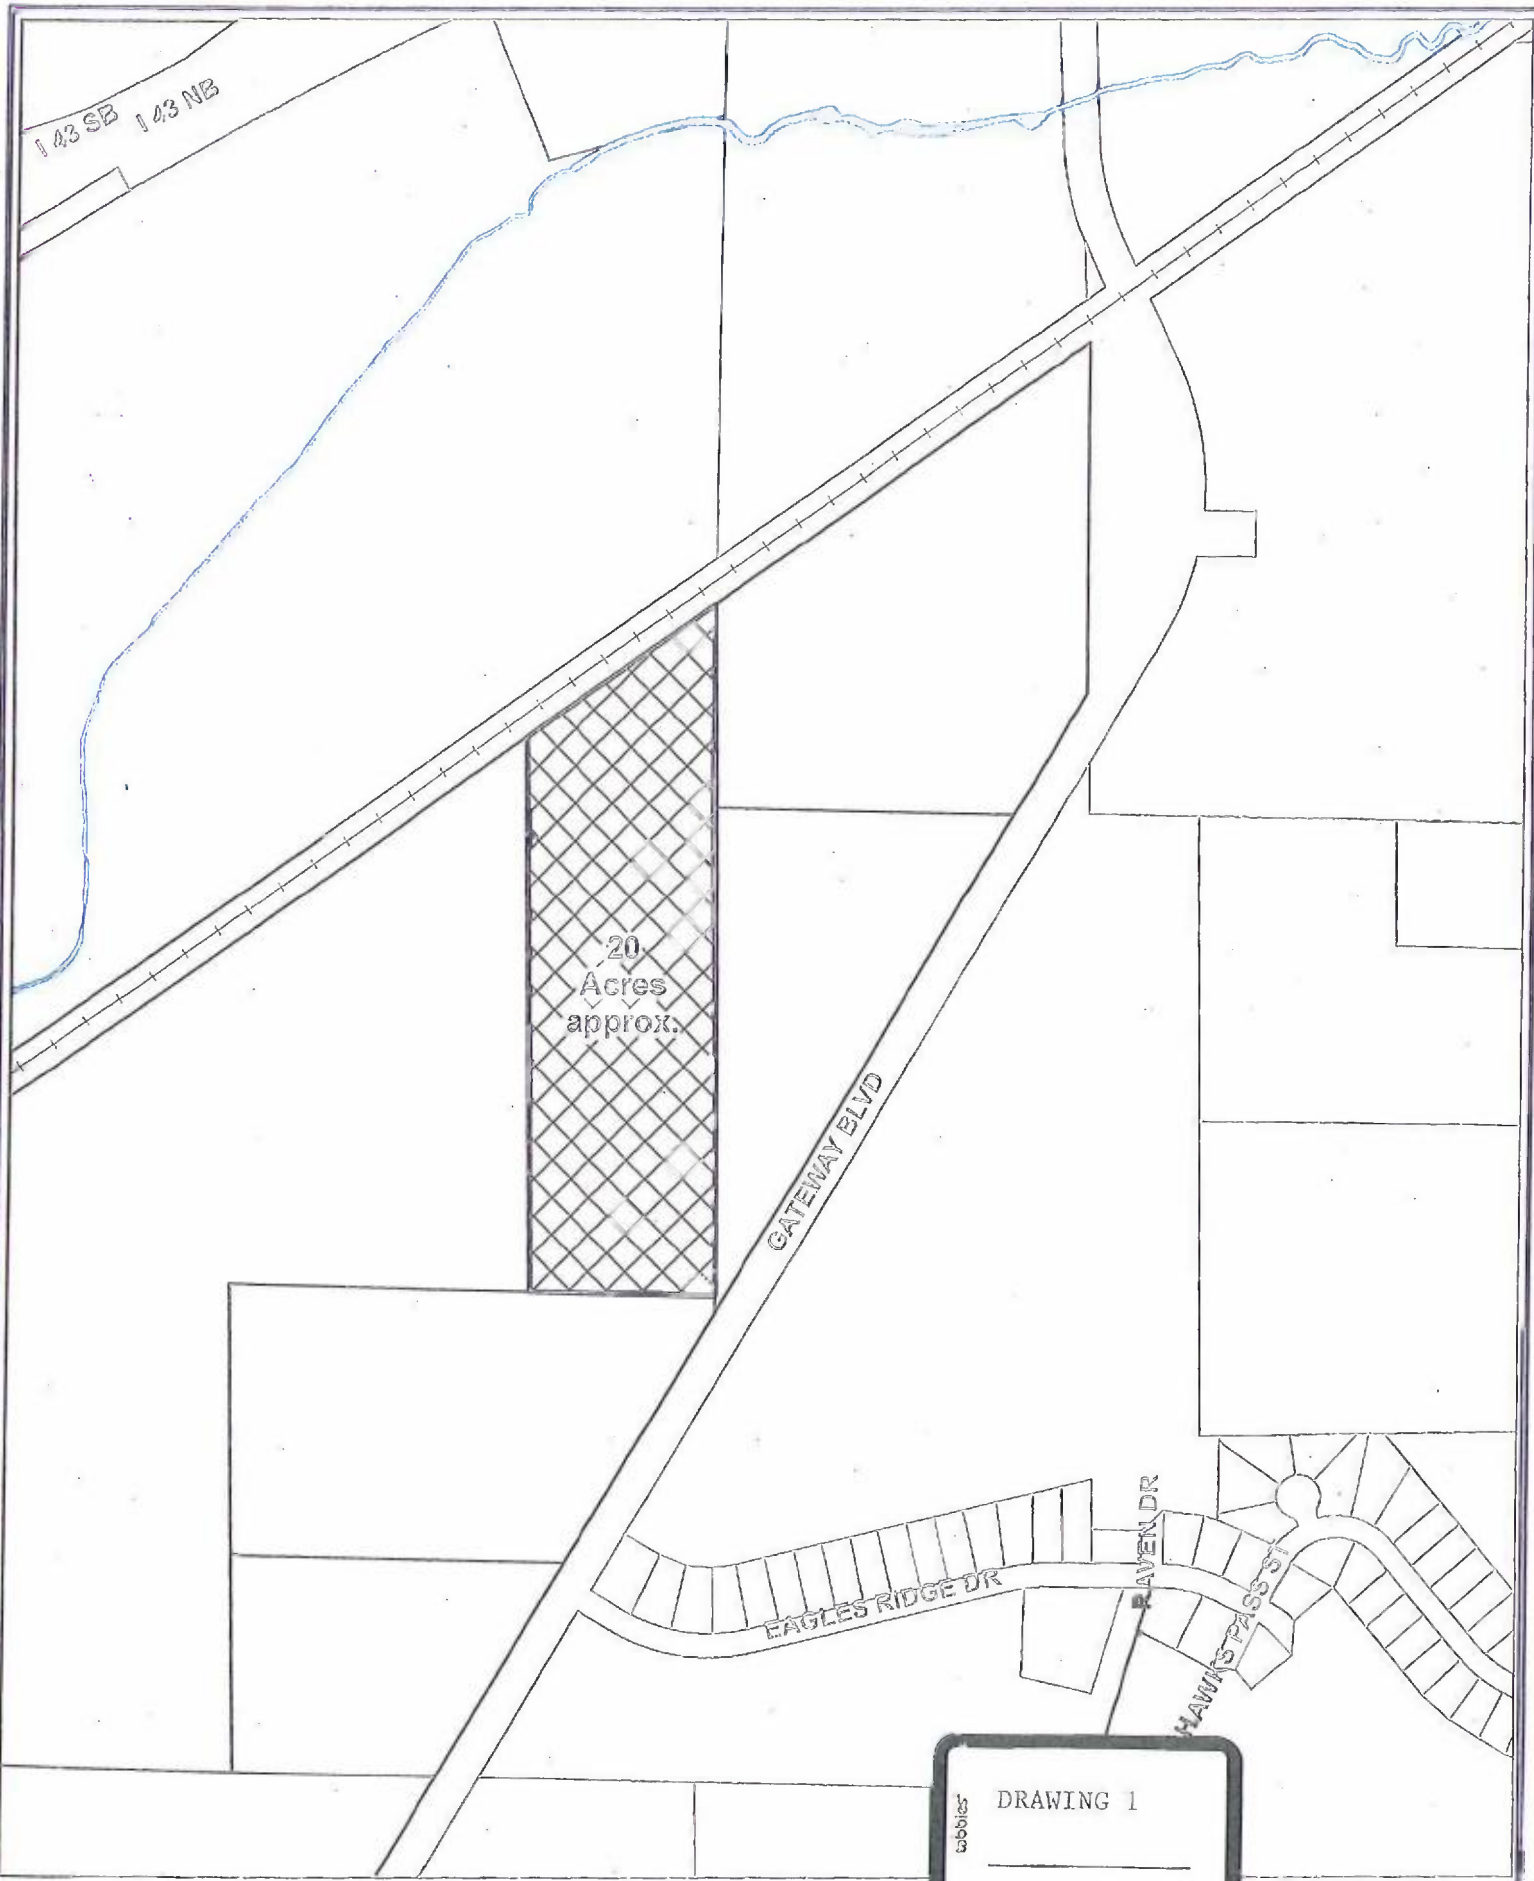 I 43 SB
I 43 NB
20
Acres
approx.
GATEWAY BLVD
EAGLES RIDGE DR
RAVEN DR
HAWKS PASS ST
tabbies'
DRAWING 1